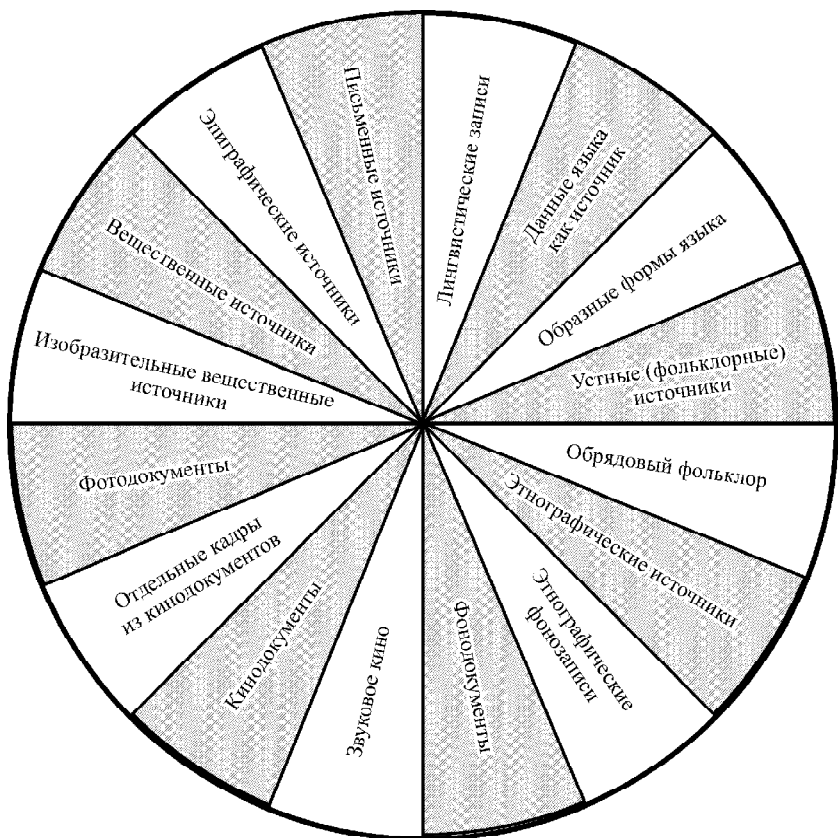 Письменные источники
Лингвистические записи
Данные языка
как источник
Образные формы языка
Устные (фольклорные)
источники
Обрядовый фольклор
Этнографические источники
Этнографические
фонозаписи
Фонодокументы
Звуковое кино
Кинодокументы
Отдельные кадры
из кинодокументов
Фотодокументы
Изобразительные вещественные
источники
Вещественные источники
Эпиграфические источники